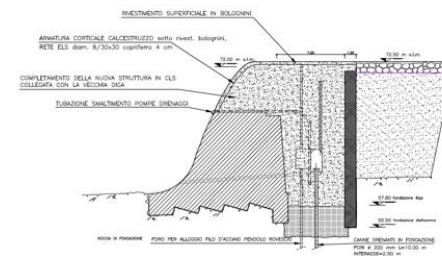 RIVESTIMENTO SUPERFICIALE IN BOLOGNINI
ARMATURA CORTICALE CALCESTRUZZO sotto rivest. bolognini,
RETE ELS diam. 8/30x30 copriferro 4 cm
72.00 m s.l.m.
72.50 m s.l.m.
COMPLETAMENTO DELLA NUOVA STRUTTURA IN CLS
COLLEGATA CON LA VECCHIA DIGA
TUBAZIONE SMALTIMENTO POMPE DRENAGGI
57.60 fondazione diga
55.50 fondazione diaframma
ROCCIA DI FONDAZIONE
FORO PER ALLOGGIO FILO D'ACCIAIO PENDOLO ROVESCIO
CANNE DRENANTI IN FONDAZIONE
FORI ø 200 mm L=10.00 m
INTERASSE=2.50 m